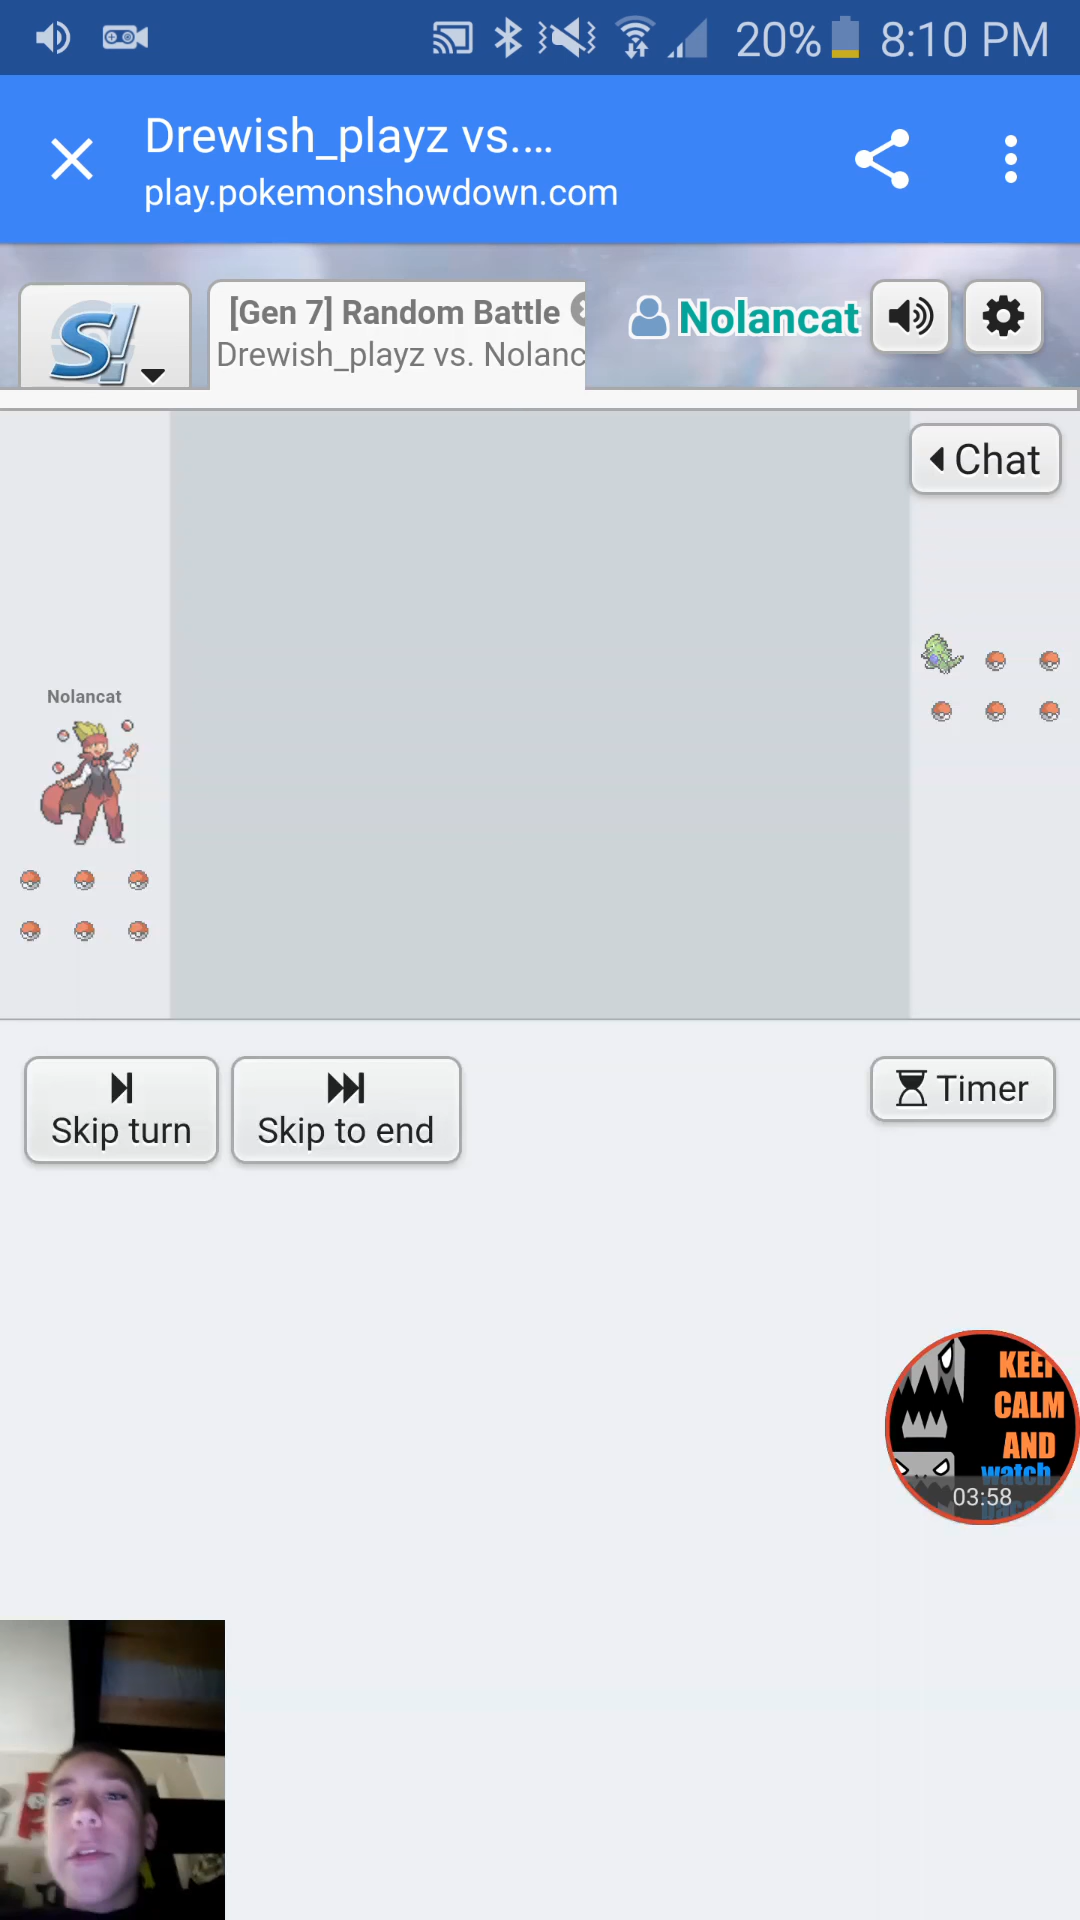 20% 8:10 PM
Drewish_playz vs....
play.pokemonshowdown.com
S!
[Gen 7] Random Battle
Drewish_playz vs. Nolanc
Nolancat
Chat
Nolancat
Skip turn
Skip to end
Timer
KEEP
CALM
AND
watch
03:58